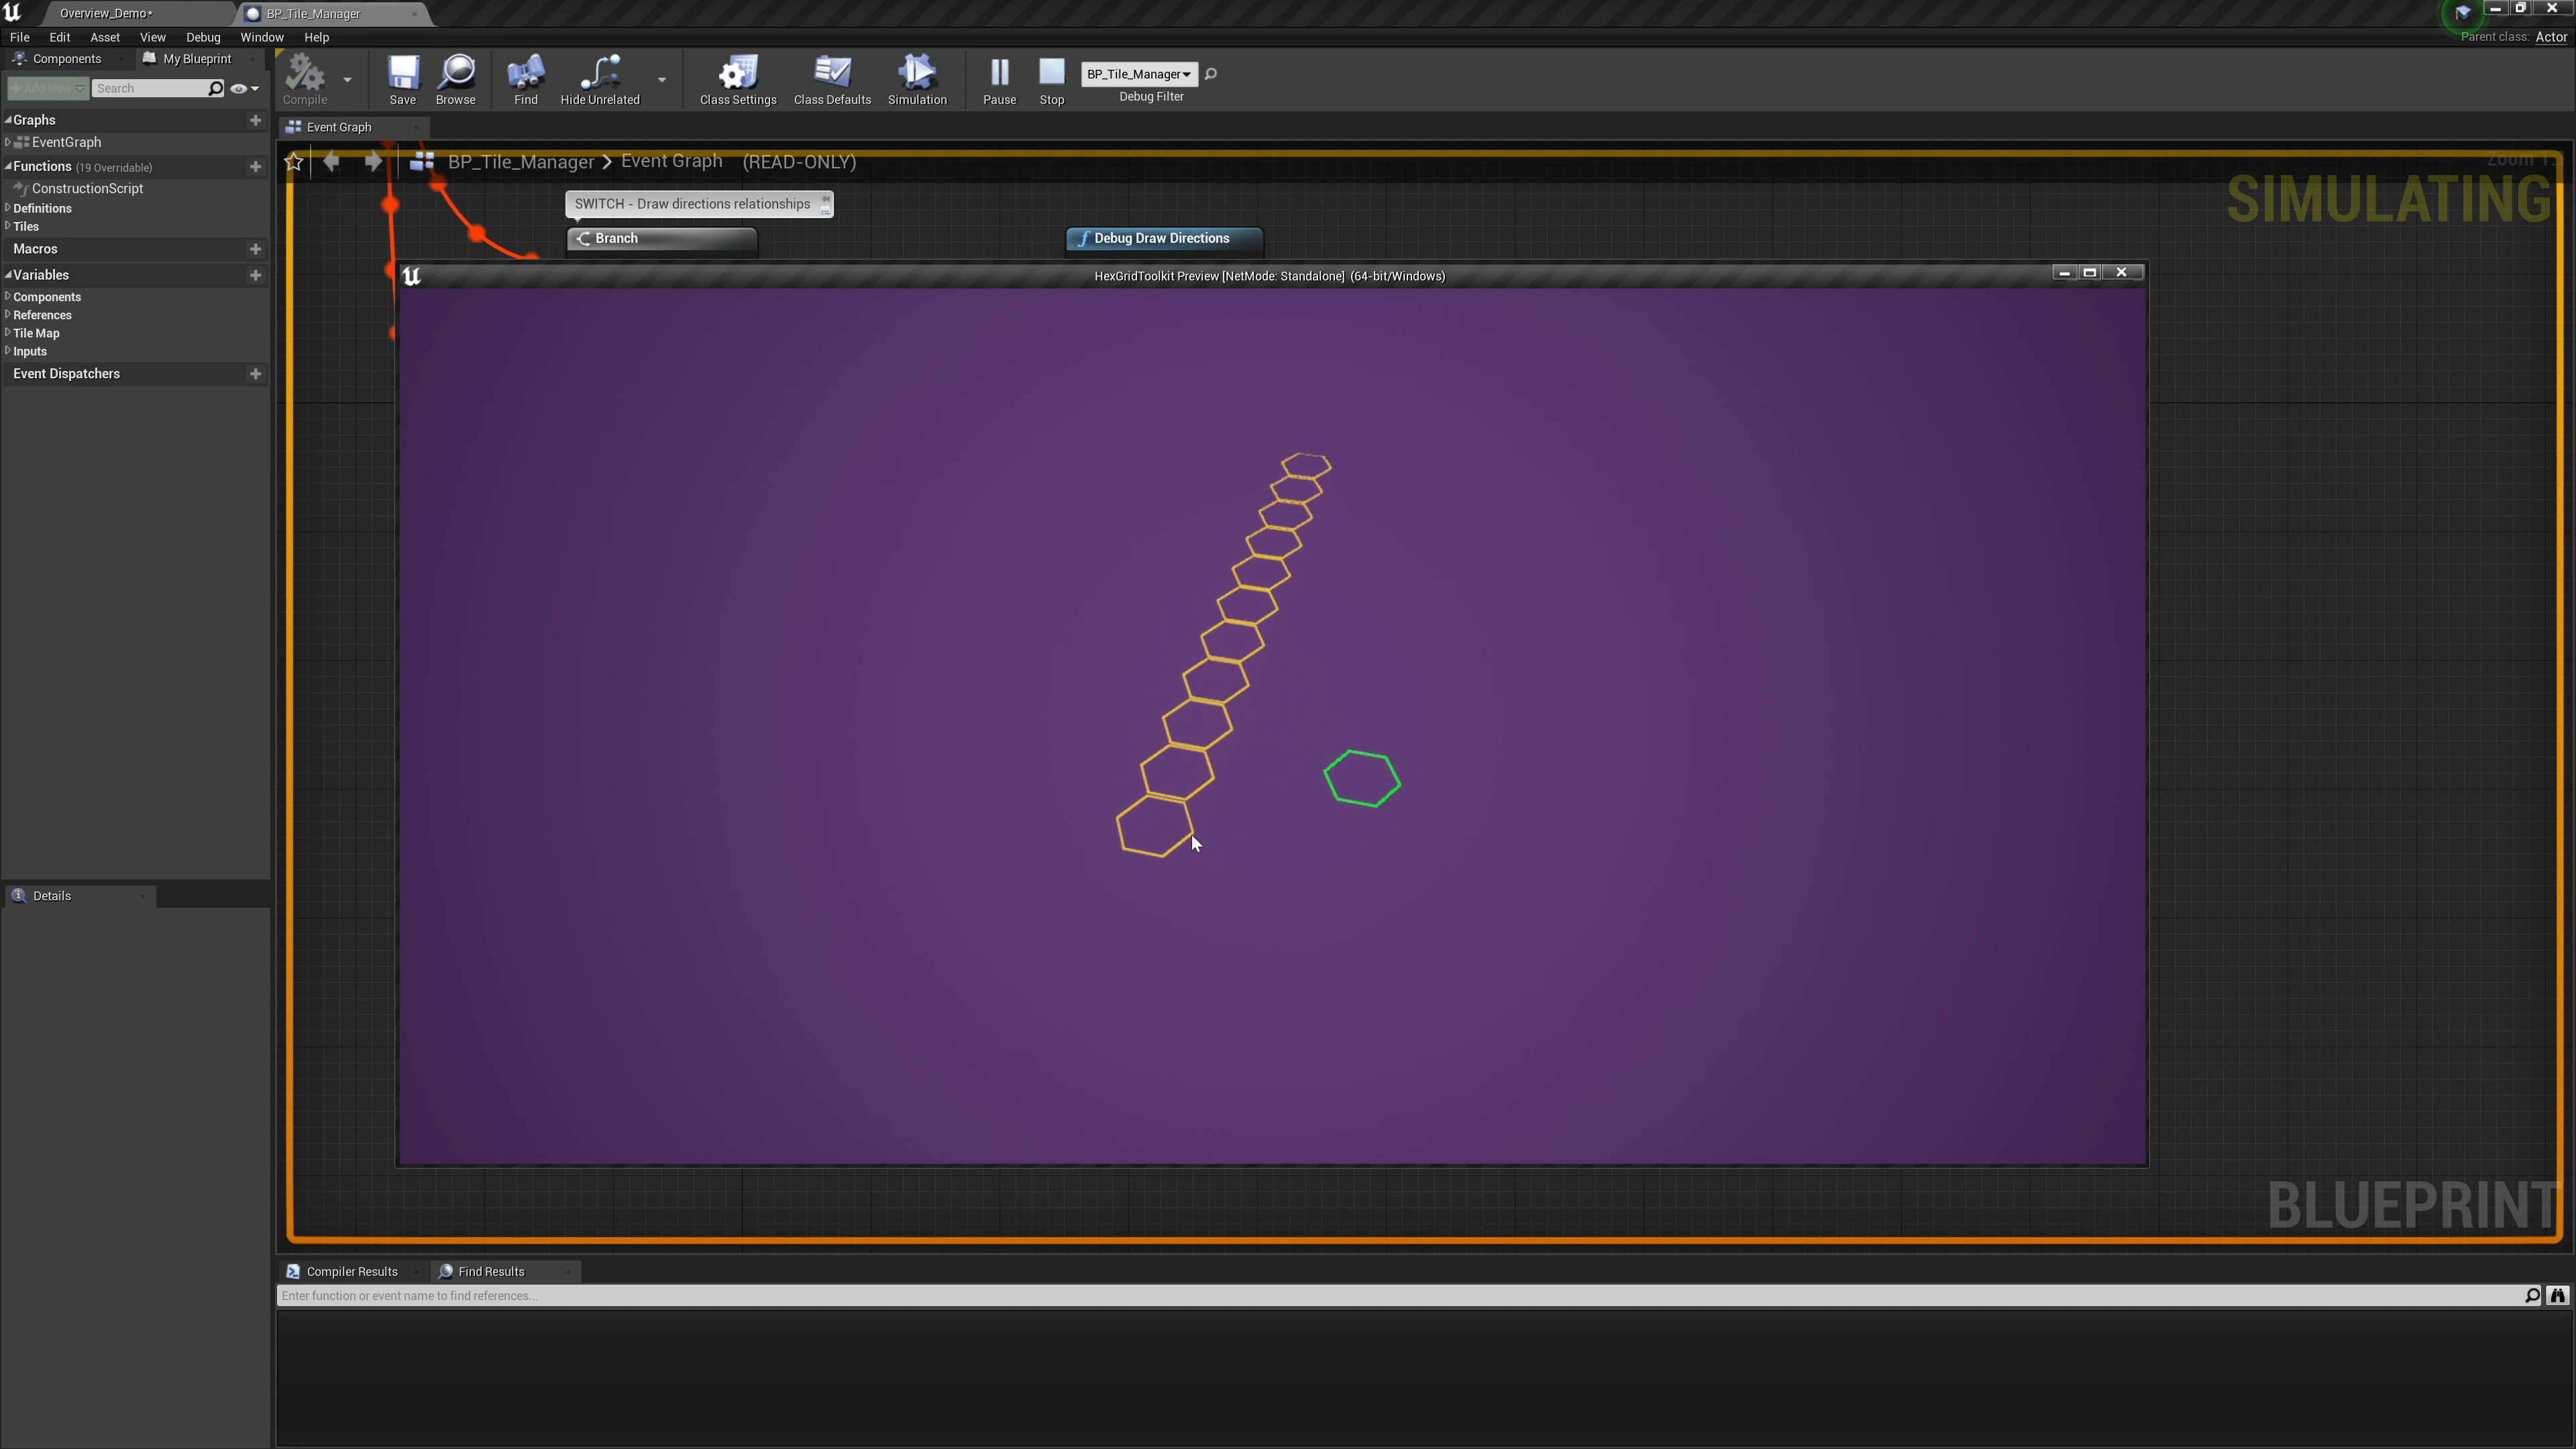 Overview_Demo*
BP_Tile_Manager
File Edit Asset View Debug Window Help
Parent class: Actor
Components
My Blueprint
Add New
Search
Compile
Save
Browse
Find
Hide Unrelated
Class Settings
Class Defaults
Simulation
Pause
Stop
BP_Tile_Manager
Debug Filter
Graphs
EventGraph
Functions (19 Overridable)
ConstructionScript
Definitions
Tiles
Macros
Variables
Components
References
Tile Map
Inputs
Event Dispatchers
Details
Event Graph
BP_Tile_Manager > Event Graph (READ-ONLY)
SIMULATING
SWITCH - Draw directions relationships
Branch
Debug Draw Directions
HexGridToolkit Preview [NetMode: Standalone] (64-bit/Windows)
BLUEPRINT
Compiler Results
Find Results
Enter function or event name to find references...